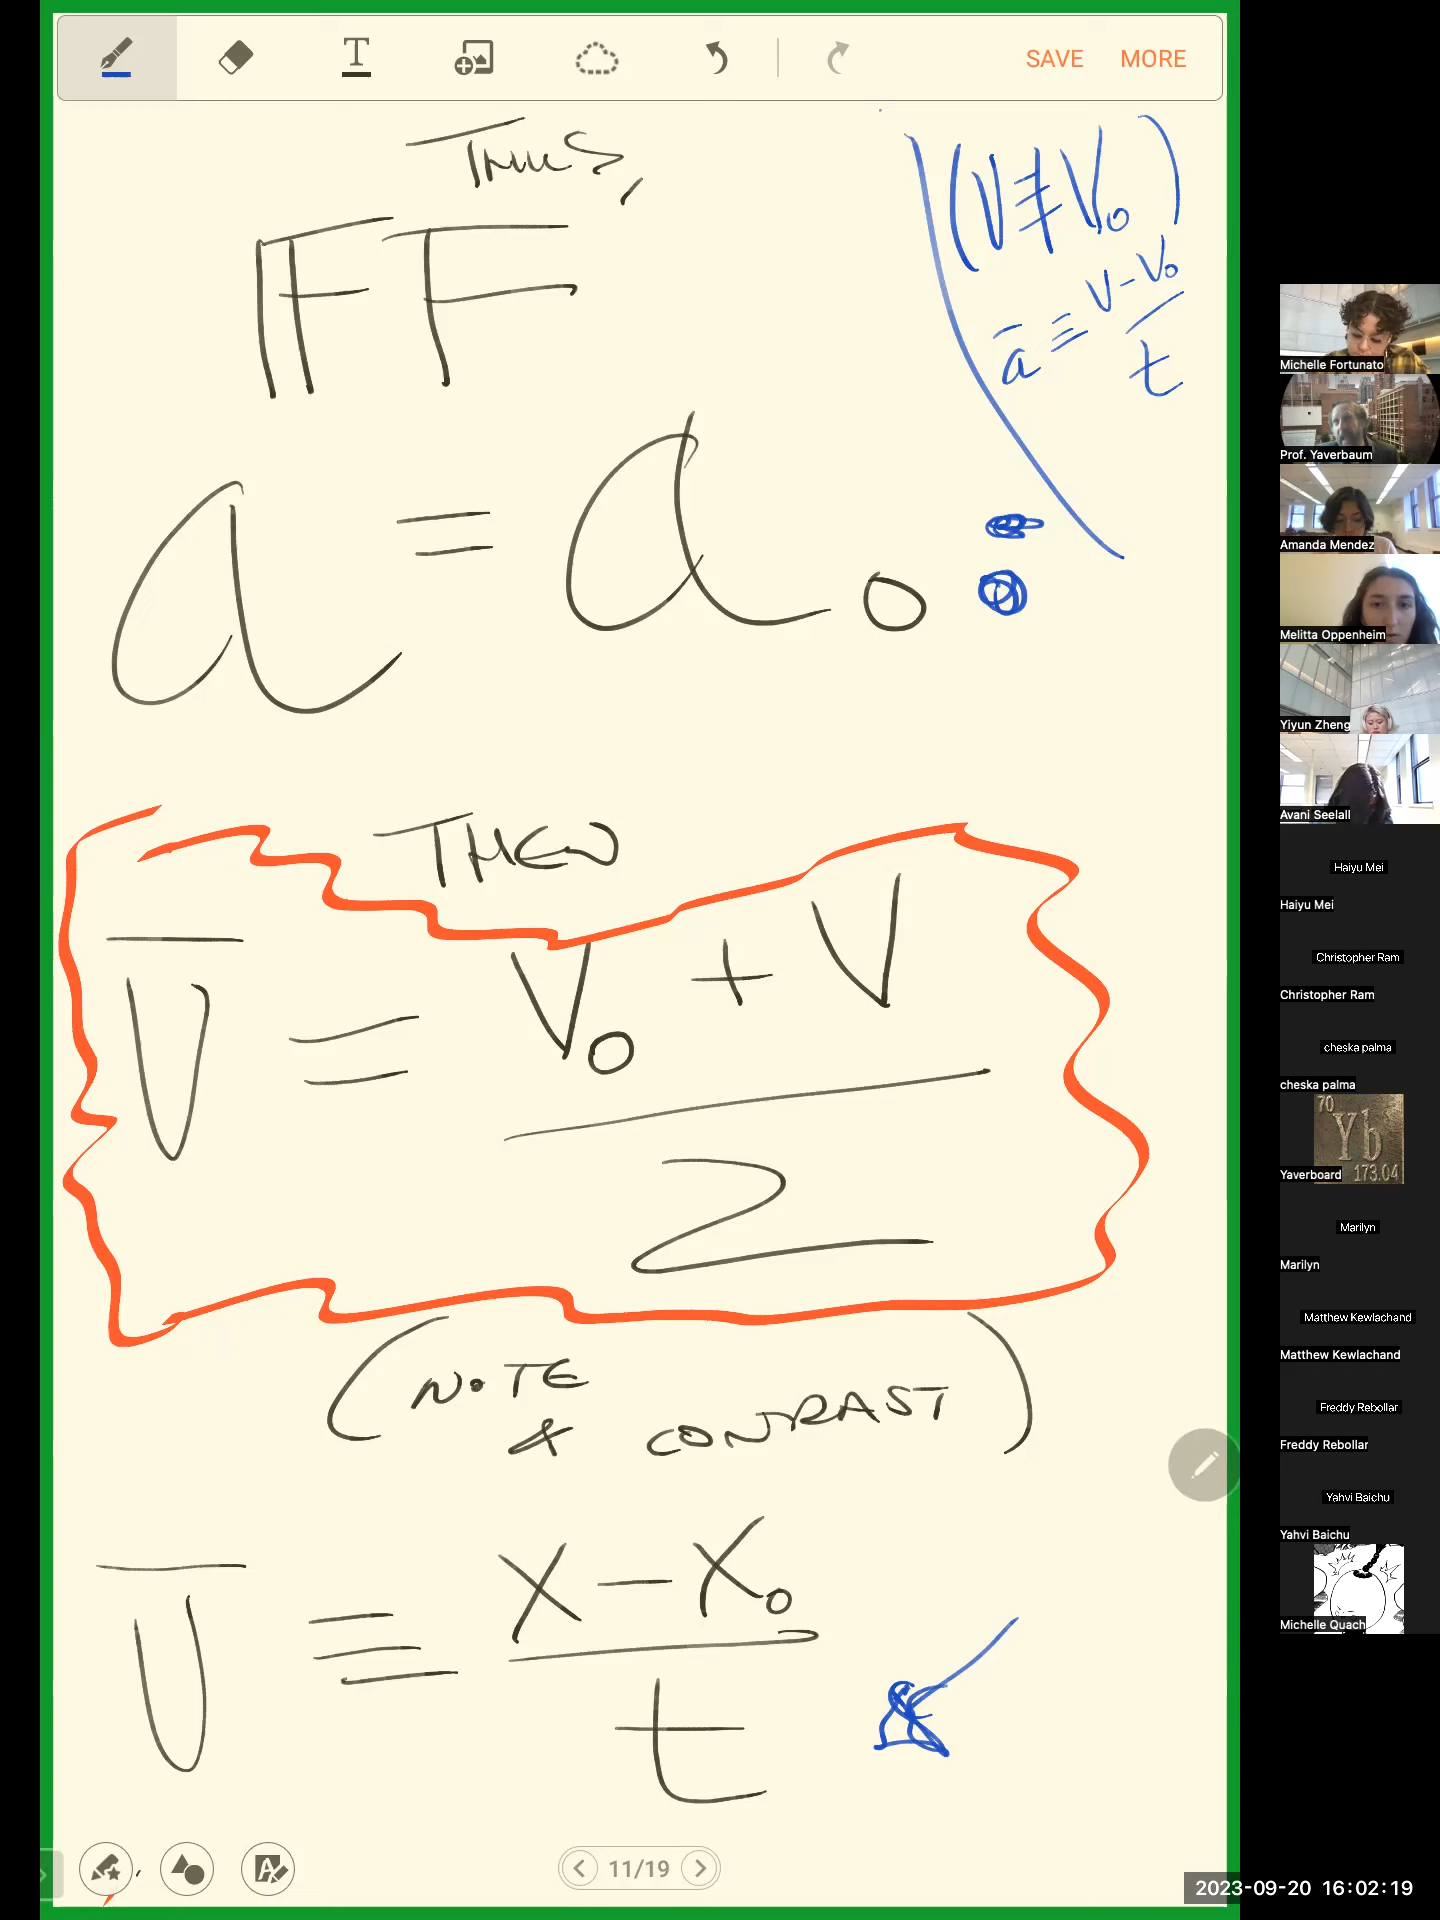 T
SAVE
MORE
THUS,
IFF
a = a₀
(V ≢ V₀)
ā ≡ V - V₀
t
THEN
V̄ = V₀ + V
2
(NOTE
& CONTRAST)
V̄ ≡ X - X₀
t
11/19
Michelle Fortunato
Prof. Yaverbaum
Amanda Mendez
Melitta Oppenheim
Yiyun Zheng
Avani Seelall
Haiyu Mei
Haiyu Mei
Christopher Ram
Christopher Ram
cheska palma
cheska palma
70
Yb
173.04
Yaverboard
Marilyn
Marilyn
Matthew Kewlachand
Matthew Kewlachand
Freddy Rebollar
Freddy Rebollar
Yahvi Baichu
Yahvi Baichu
Michelle Quach
2023-09-20 16:02:19